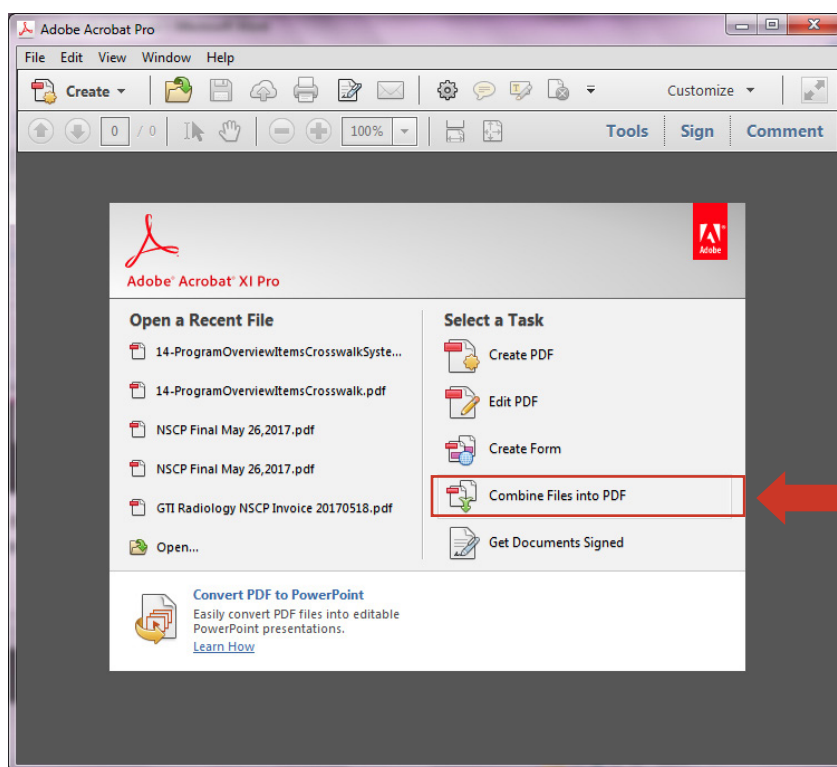 Adobe Acrobat Pro
File Edit View Window Help
Create Customize
0 / 0 100% Tools Sign Comment
Adobe
Adobe® Acrobat® XI Pro
Open a Recent File
14-ProgramOverviewItemsCrosswalkSyste...
14-ProgramOverviewItemsCrosswalk.pdf
NSCP Final May 26,2017.pdf
NSCP Final May 26,2017.pdf
GTI Radiology NSCP Invoice 20170518.pdf
Open...
Select a Task
Create PDF
Edit PDF
Create Form
Combine Files into PDF
Get Documents Signed
Convert PDF to PowerPoint
Easily convert PDF files into editable
PowerPoint presentations.
Learn How